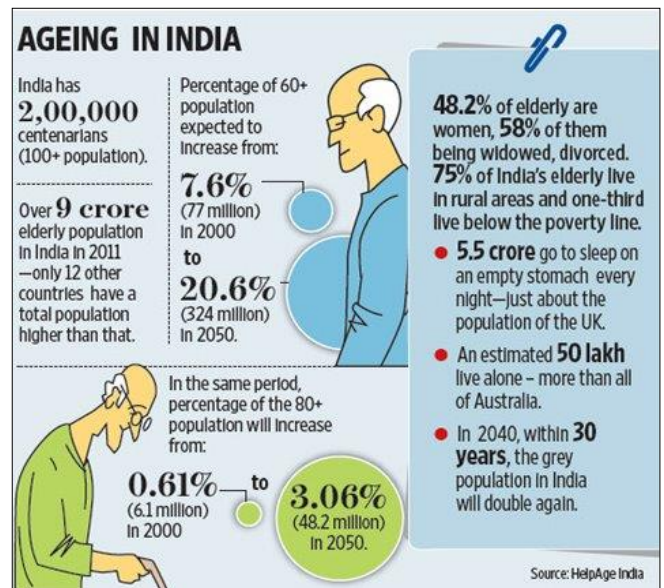 AGEING IN INDIA
India has
2,00,000
centenarians
(100+ population).
Over 9 crore
elderly population
in India in 2011
—only 12 other
countries have a
total population
higher than that.
Percentage of 60+
population
expected to
increase from:
7.6%
(77 million)
in 2000
to
20.6%
(324 million)
in 2050.
In the same period,
percentage of the 80+
population will increase
from:
0.61%
(6.1 million)
in 2000
to
3.06%
(48.2 million)
in 2050.
48.2% of elderly are
women, 58% of them
being widowed, divorced.
75% of India's elderly live
in rural areas and one-third
live below the poverty line.
● 5.5 crore go to sleep on
an empty stomach every
night—just about the
population of the UK.
● An estimated 50 lakh
live alone – more than all
of Australia.
● In 2040, within 30
years, the grey
population in India
will double again.
Source: HelpAge India